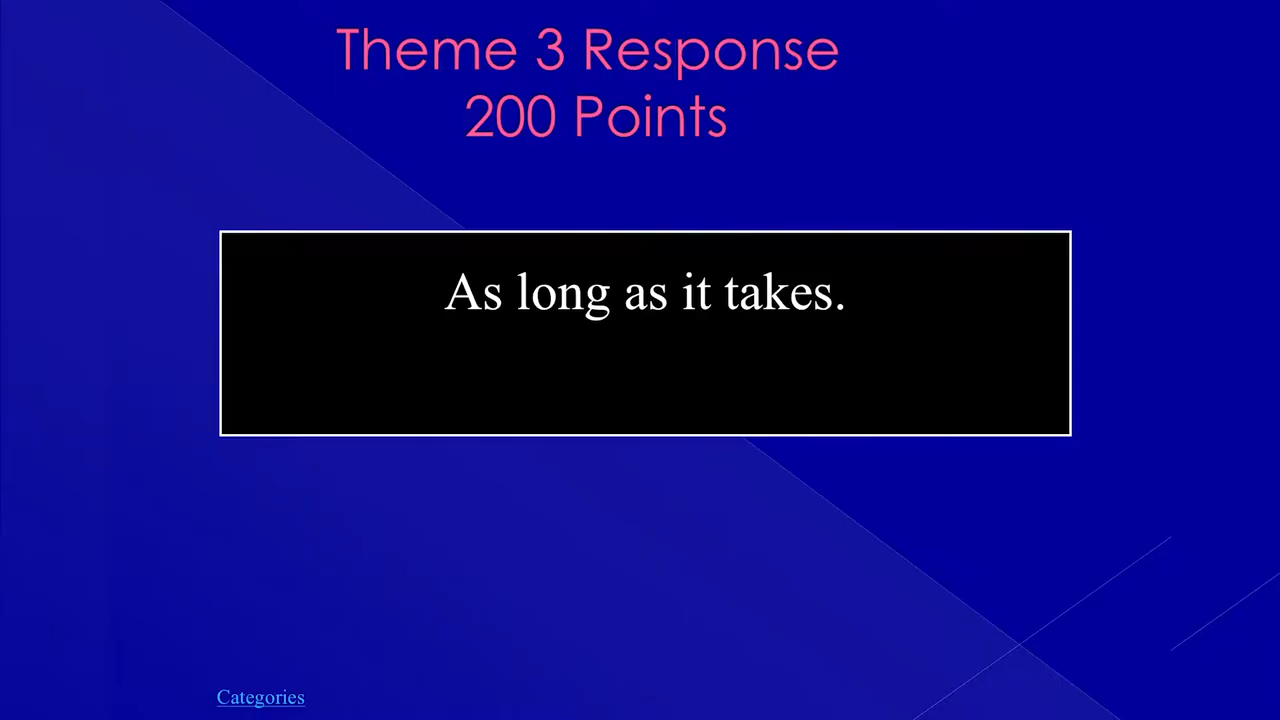 Theme 3 Response
200 Points
As long as it takes.
Categories